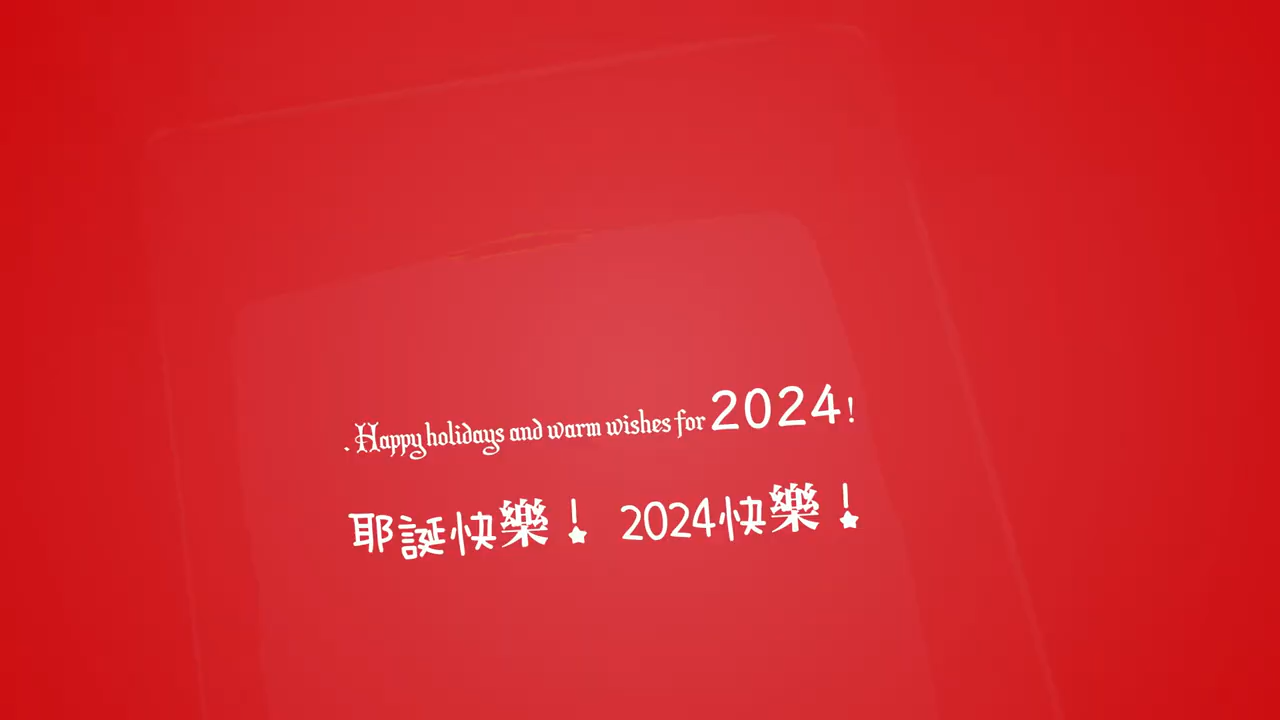 . Happy holidays and warm wishes for 2024!
耶誕快樂！ 2024快樂！